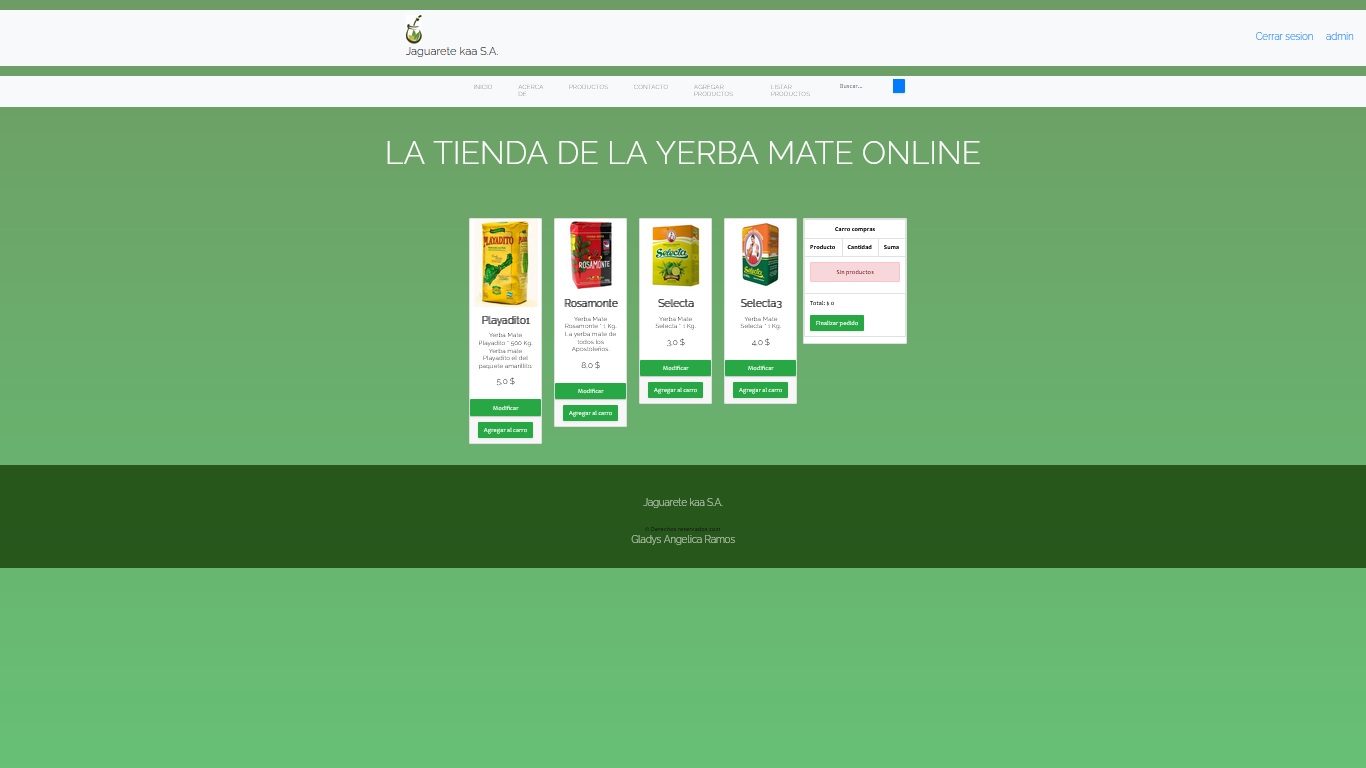 Jaguarete kaa S.A.
Cerrar sesion admin
INICIO ACERCA DE PRODUCTOS CONTACTO AGREGAR PRODUCTOS LISTAR PRODUCTOS Buscar...
LA TIENDA DE LA YERBA MATE ONLINE
PLAYADITO
Playadito1
Yerba Mate
Playadito * 500 Kg.
Yerba mate
Playadito el del
paquete amarillito.
5.0 $
Modificar
Agregar al carro
ROSAMONTE
Rosamonte
Yerba Mate
Rosamonte * 1 Kg.
La yerba mate de
todos los
Apostoleños.
8.0 $
Modificar
Agregar al carro
Selecta
Selecta
Yerba Mate
Selecta * 1 Kg.
3.0 $
Modificar
Agregar al carro
Selecta
Selecta3
Yerba Mate
Selecta * 1 Kg.
4.0 $
Modificar
Agregar al carro
Carro compras
Producto Cantidad Suma
Sin productos
Total: $ 0
Finalizar pedido
Jaguarete kaa S.A.
© Derechos reservados 2021
Gladys Angelica Ramos